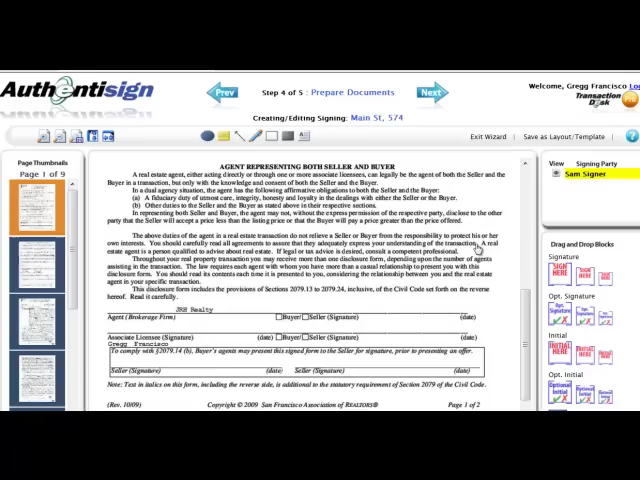 Authentisign
Prev
Step 4 of 5 : Prepare Documents
Next
Welcome, Gregg Francisco Lo
Transaction Desk
Creating/Editing Signing: Main St, 574
Exit Wizard
Save as Layout/Template
Page Thumbnails
Page 1 of 9
AGENT REPRESENTING BOTH SELLER AND BUYER
A real estate agent, either acting directly or through one or more associate licensees, can legally be the agent of both the Seller and the
Buyer in a transaction, but only with the knowledge and consent of both the Seller and the Buyer.
In a dual agency situation, the agent has the following affirmative obligations to both the Seller and the Buyer:
(a) A fiduciary duty of utmost care, integrity, honesty and loyalty in the dealings with either the Seller or the Buyer.
(b) Other duties to the Seller and the Buyer as stated above in their respective sections.
In representing both Seller and Buyer, the agent may not, without the express permission of the respective party, disclose to the other
party that the Seller will accept a price less than the listing price or that the Buyer will pay a price greater than the price offered.
The above duties of the agent in a real estate transaction do not relieve a Seller or Buyer from the responsibility to protect his or her
own interests. You should carefully read all agreements to assure that they adequately express your understanding of the transaction. A real
estate agent is a person qualified to advise about real estate. If legal or tax advice is desired, consult a competent professional.
Throughout your real property transaction you may receive more than one disclosure form, depending upon the number of agents
assisting in the transaction. The law requires each agent with whom you have more than a casual relationship to present you with this
disclosure form. You should read its contents each time it is presented to you, considering the relationship between you and the real estate
agent in your specific transaction.
This disclosure form includes the provisions of Sections 2079.13 to 2079.24, inclusive, of the Civil Code set forth on the reverse
hereof. Read it carefully.
JRH Realty
Agent (Brokerage Firm) Buyer/ Seller (Signature) (date)
Associate Licensee (Signature) (date) Buyer/ Seller (Signature) (date)
Gregg Francisco
To comply with §2079.14 (b), Buyer's agents may present this signed form to the Seller for signature, prior to presenting an offer.
Seller (Signature) (date) Seller (Signature) (date)
Note: Text in italics on this form, including the reverse side, is additional to the statutory requirement of Section 2079 of the Civil Code.
(Rev. 10/09) Copyright © 2009 San Francisco Association of REALTORS® Page 1 of 2
View
Signing Party
Sam Signer
Drag and Drop Blocks
Signature
SIGN HERE
SIGN HERE
SIGN HERE
Opt. Signature
Opt. Signature
Initial
INITIAL HERE
INITIAL HERE
Opt. Initial
Optional Initial